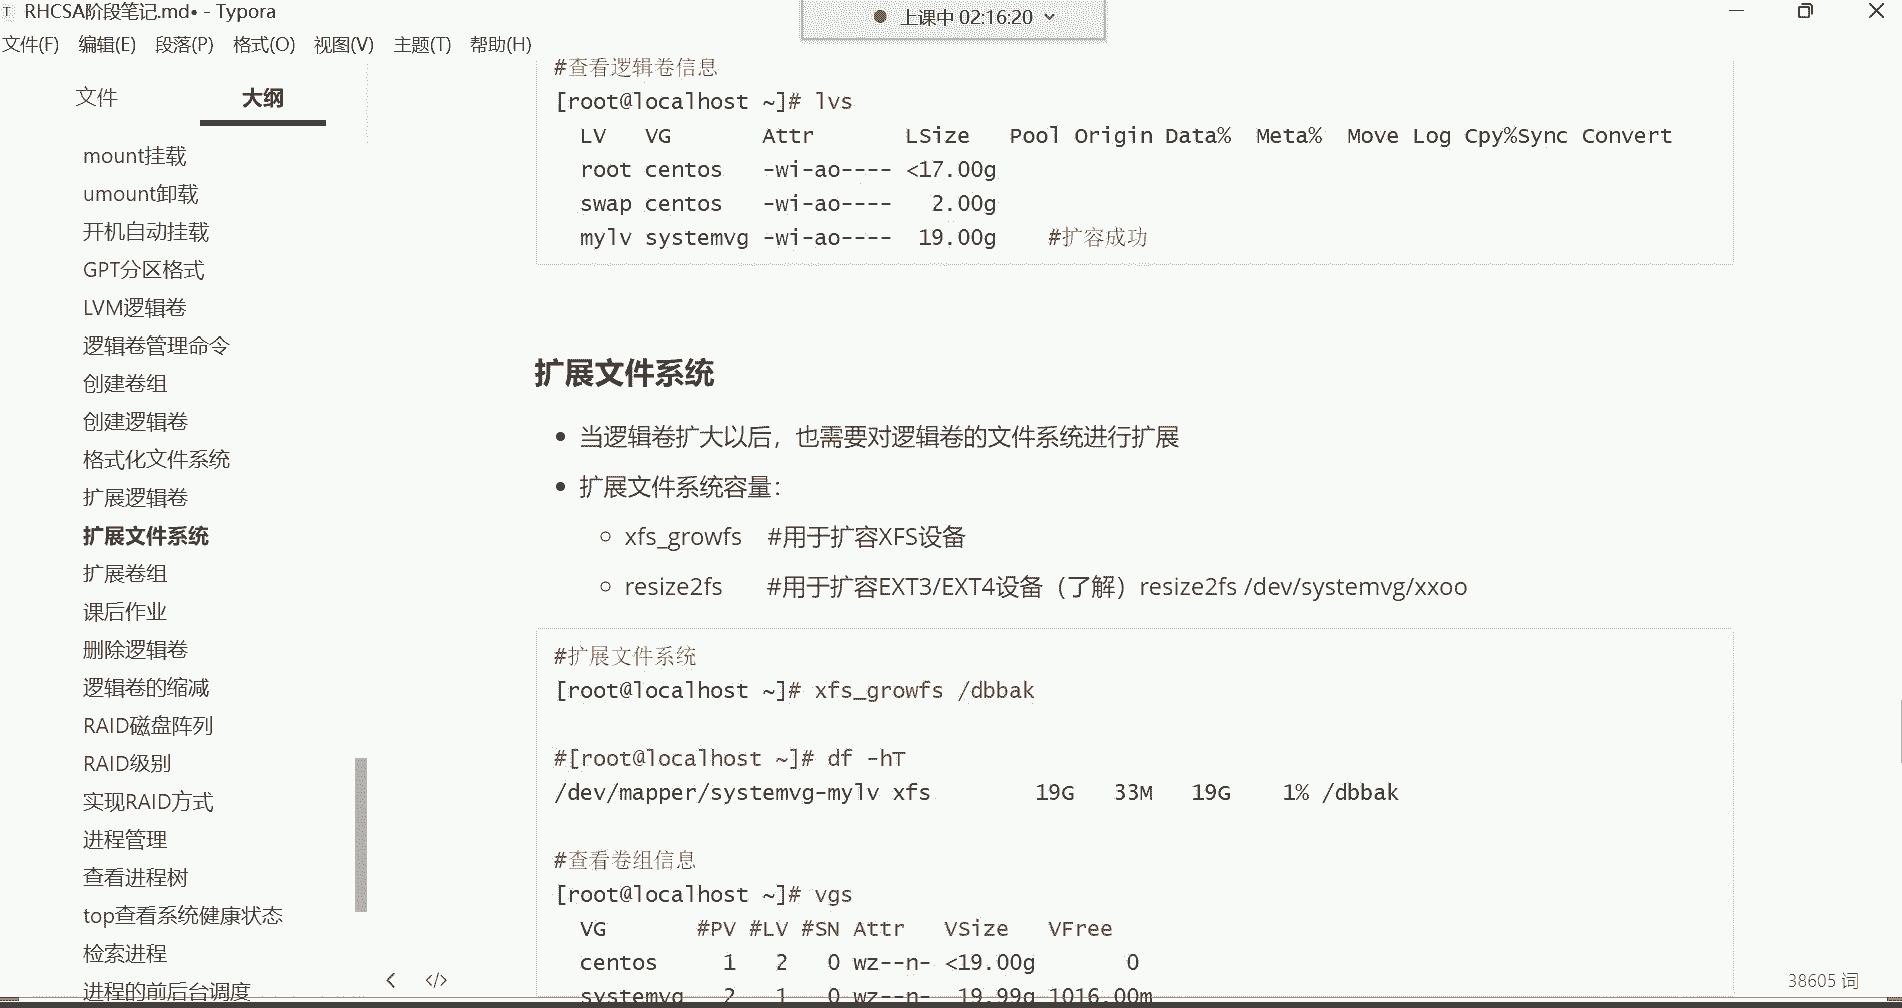 RHCSA阶段笔记.md• - Typora
上课中 02:16:20
文件(F) 编辑(E) 段落(P) 格式(O) 视图(V) 主题(T) 帮助(H)
文件 大纲
mount挂载
umount卸载
开机自动挂载
GPT分区格式
LVM逻辑卷
逻辑卷管理命令
创建卷组
创建逻辑卷
格式化文件系统
扩展逻辑卷
扩展文件系统
扩展卷组
课后作业
删除逻辑卷
逻辑卷的缩减
RAID磁盘阵列
RAID级别
实现RAID方式
进程管理
查看进程树
top查看系统健康状态
检索进程
进程的前后台调度
#查看逻辑卷信息
[root@localhost ~]# lvs
LV VG Attr LSize Pool Origin Data% Meta% Move Log Cpy%Sync Convert
root centos -wi-ao---- <17.00g
swap centos -wi-ao---- 2.00g
mylv systemvg -wi-ao---- 19.00g #扩容成功
扩展文件系统
• 当逻辑卷扩大以后，也需要对逻辑卷的文件系统进行扩展
• 扩展文件系统容量：
○ xfs_growfs #用于扩容XFS设备
○ resize2fs #用于扩容EXT3/EXT4设备（了解）resize2fs /dev/systemvg/xxoo
#扩展文件系统
[root@localhost ~]# xfs_growfs /dbbak
#[root@localhost ~]# df -hT
/dev/mapper/systemvg-mylv xfs 19G 33M 19G 1% /dbbak
#查看卷组信息
[root@localhost ~]# vgs
VG #PV #LV #SN Attr VSize VFree
centos 1 2 0 wz--n- <19.00g 0
systemvg 2 1 0 wz--n- 19.99g 1016.00m
38605 词